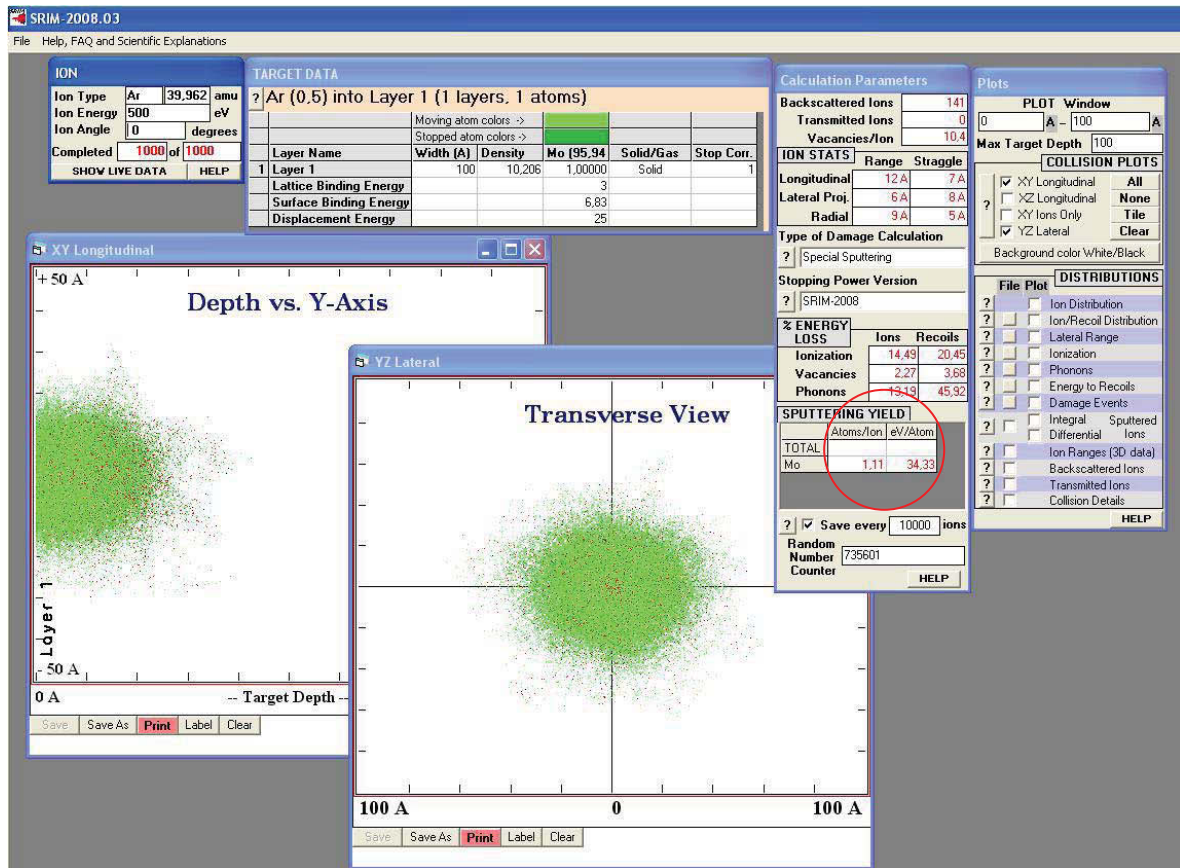 SRIM-2008.03
File Help, FAQ and Scientific Explanations
ION
Ion Type Ar 39,962 amu
Ion Energy 500 eV
Ion Angle 0 degrees
Completed 1000 of 1000
SHOW LIVE DATA HELP
TARGET DATA
? Ar (0,5) into Layer 1 (1 layers, 1 atoms)
Moving atom colors ->
Stopped atom colors ->
Layer Name Width (A) Density Mo (95,94 Solid/Gas Stop Corr.
1 Layer 1 100 10,206 1,00000 Solid 1
Lattice Binding Energy 3
Surface Binding Energy 6,83
Displacement Energy 25
Calculation Parameters
Backscattered Ions 141
Transmitted Ions 0
Vacancies/Ion 10,4
ION STATS Range Straggle
Longitudinal 12 A 7 A
Lateral Proj. 6 A 8 A
Radial 9 A 5 A
Type of Damage Calculation
? Special Sputtering
Stopping Power Version
? SRIM-2008
% ENERGY LOSS Ions Recoils
Ionization 14,49 20,45
Vacancies 2,27 3,68
Phonons 13,19 45,92
SPUTTERING YIELD
Atoms/Ion eV/Atom
TOTAL
Mo 1,11 34,33
? Save every 10000 ions
Random Number Counter 735601
HELP
Plots
PLOT Window
0 A - 100 A
Max Target Depth 100
COLLISION PLOTS
? XY Longitudinal All
XZ Longitudinal None
XY Ions Only Tile
YZ Lateral Clear
Background color White/Black
DISTRIBUTIONS
File Plot
? Ion Distribution
? Ion/Recoil Distribution
? Lateral Range
? Ionization
? Phonons
? Energy to Recoils
? Damage Events
? Integral Sputtered
Differential Ions
? Ion Ranges (3D data)
? Backscattered Ions
? Transmitted Ions
? Collision Details
HELP
XY Longitudinal
+ 50 A
Depth vs. Y-Axis
Layer 1
- 50 A
0 A -- Target Depth --
Save Save As Print Label Clear
YZ Lateral
Transverse View
100 A 0 100 A
Save Save As Print Label Clear